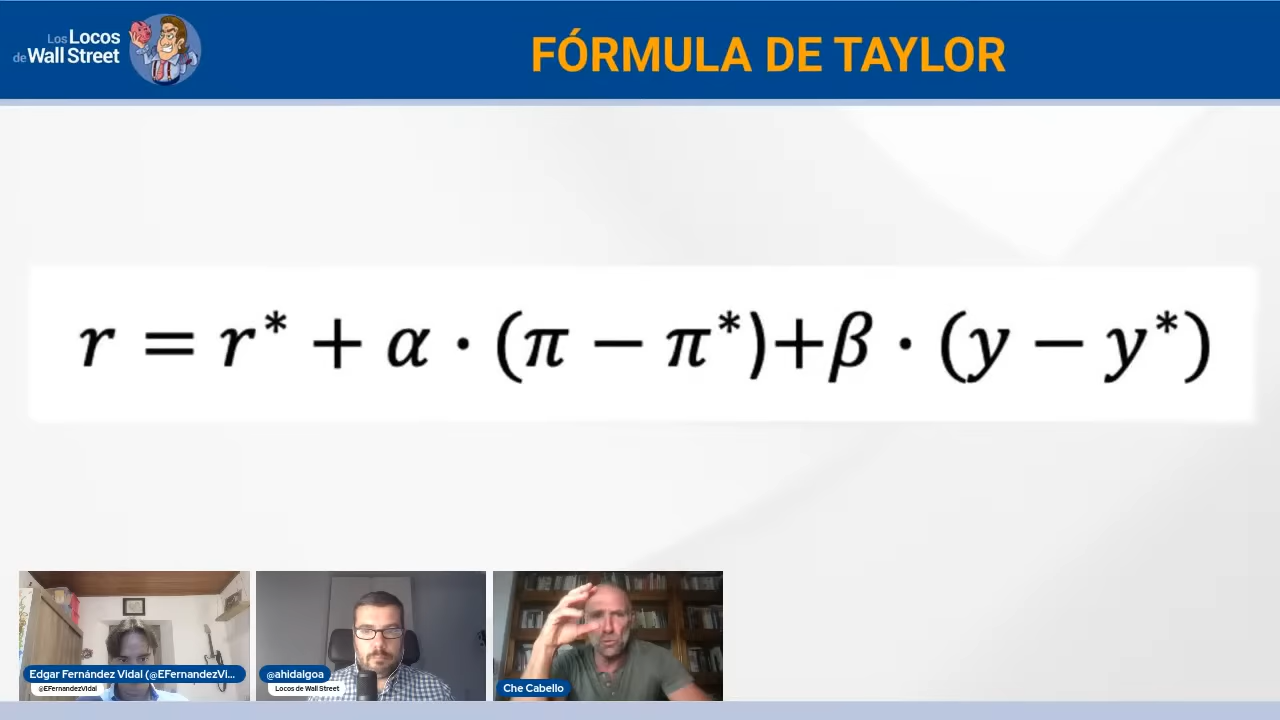 Los Locos
de Wall Street
FÓRMULA DE TAYLOR
r = r* + α · (π − π*)+β · (y − y*)
Edgar Fernández Vidal (@EFernandezVi...
@EFernandezVidal
@ahidalgoa
Locos de Wall Street
Che Cabello